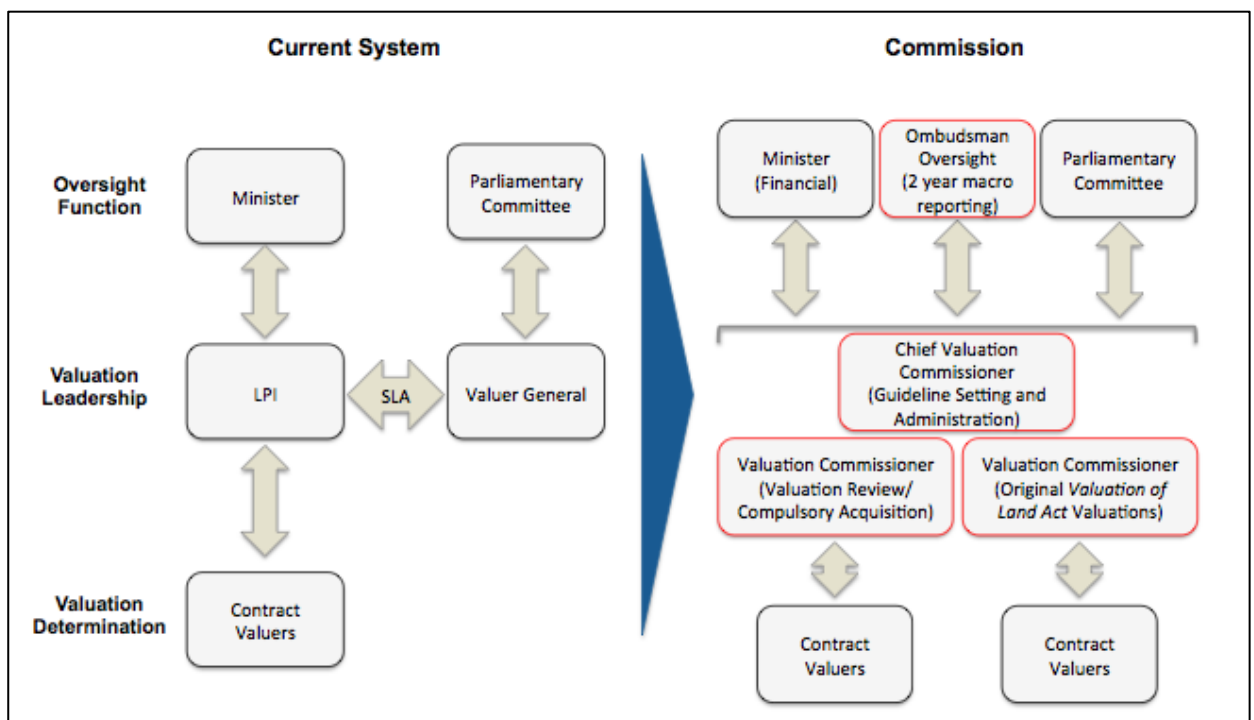 Current System
Commission
Oversight
Function
Minister
Parliamentary
Committee
Minister
(Financial)
Ombudsman
Oversight
(2 year macro
reporting)
Parliamentary
Committee
Valuation
Leadership
LPI
SLA
Valuer General
Chief Valuation
Commissioner
(Guideline Setting and
Administration)
Valuation Commissioner
(Valuation Review/
Compulsory Acquisition)
Valuation Commissioner
(Original Valuation of
Land Act Valuations)
Valuation
Determination
Contract
Valuers
Contract
Valuers
Contract
Valuers